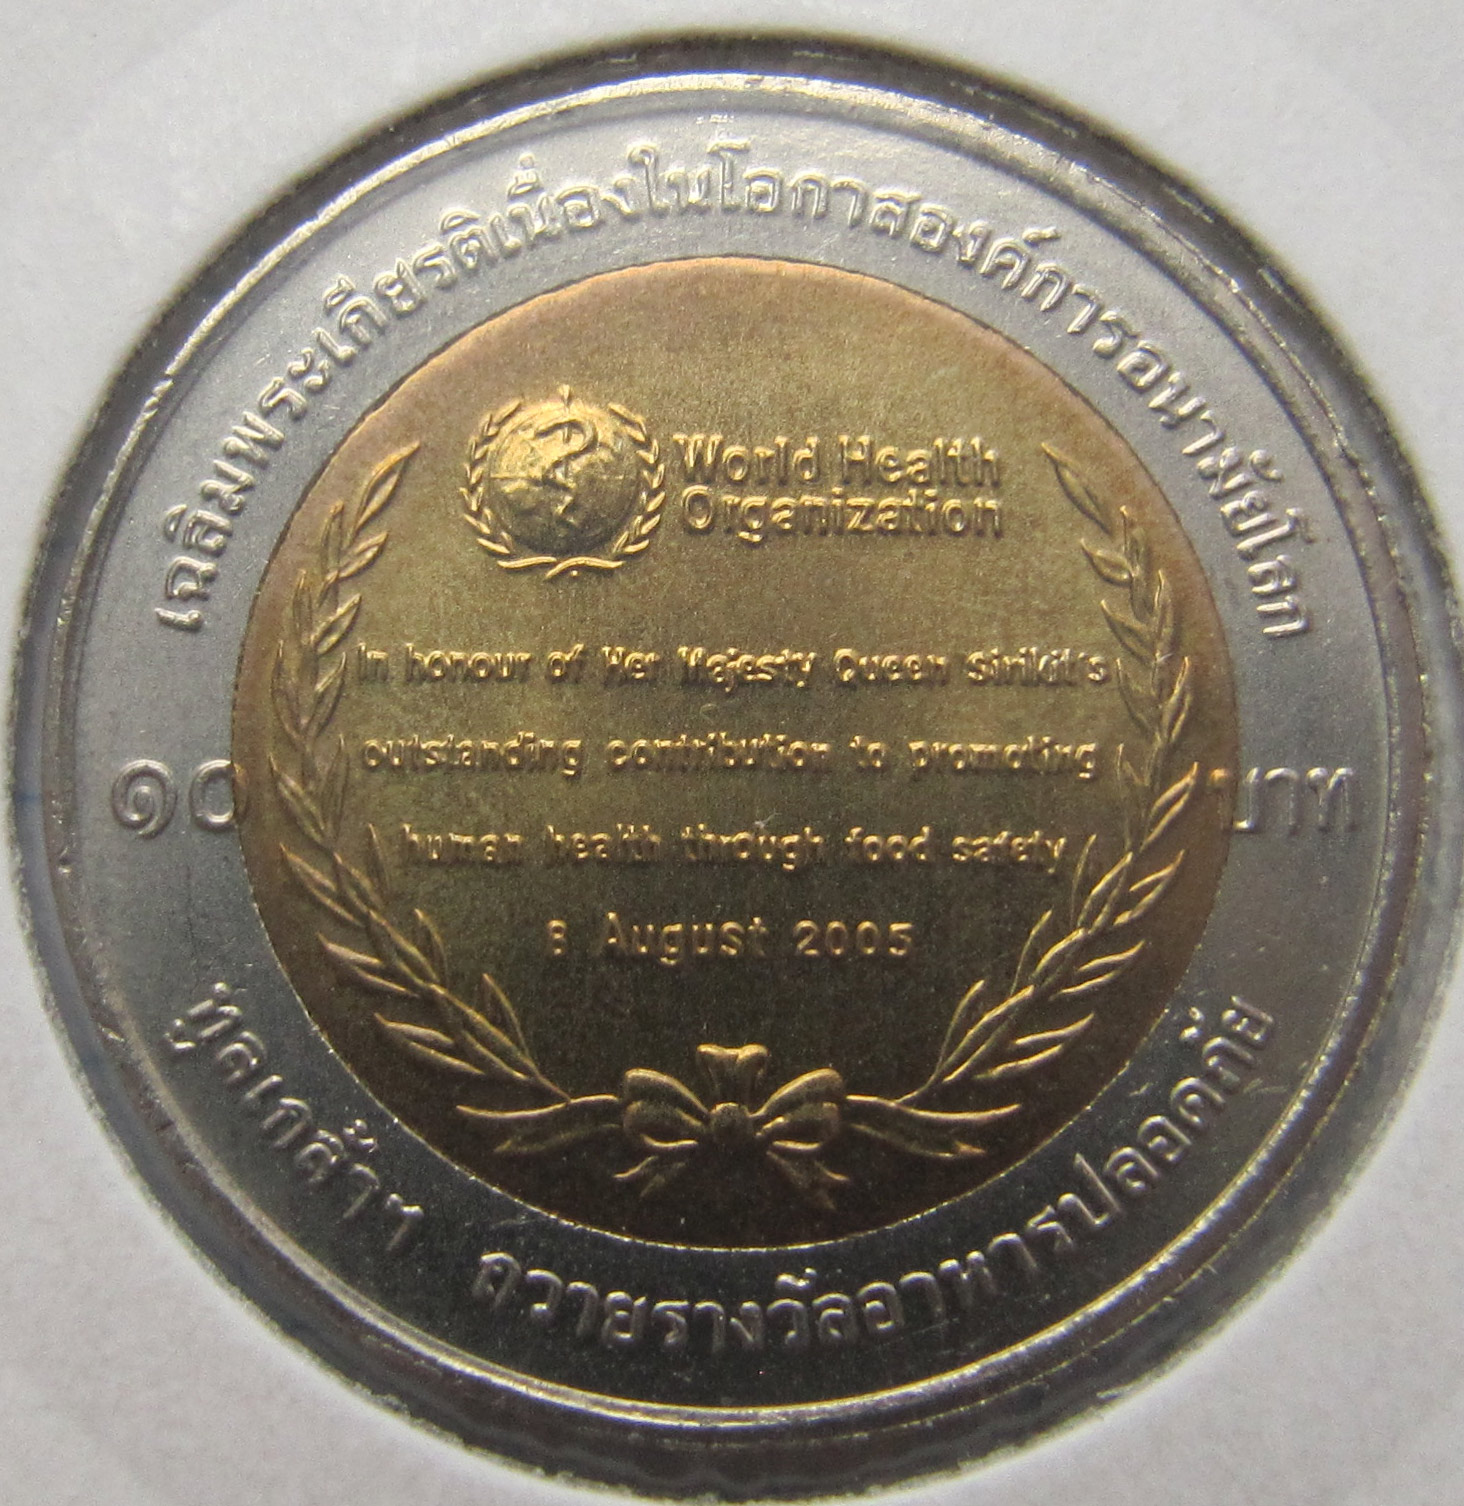 เฉลิมพระเกียรติเนื่องในโอกาสองค์การอนามัยโลก
World Health
Organization
In honour of Her Majesty Queen Sirikit's
outstanding contribution to promoting
๑๐ บาท
human health through food safety
8 August 2005
ทูลเกล้าฯ ถวายรางวัลอาหารปลอดภัย